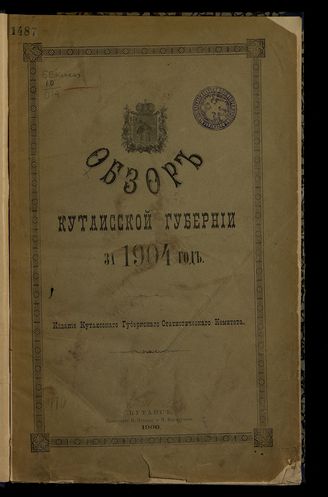 1487
ОБЗОРЪ
КУТАИССКОЙ ГУБЕРНІИ
ЗА 1904 ГОДЪ.
Изданіе Кутаисскаго Губернскаго Статистическаго Комитета.
КУТАИСЪ.
1906.